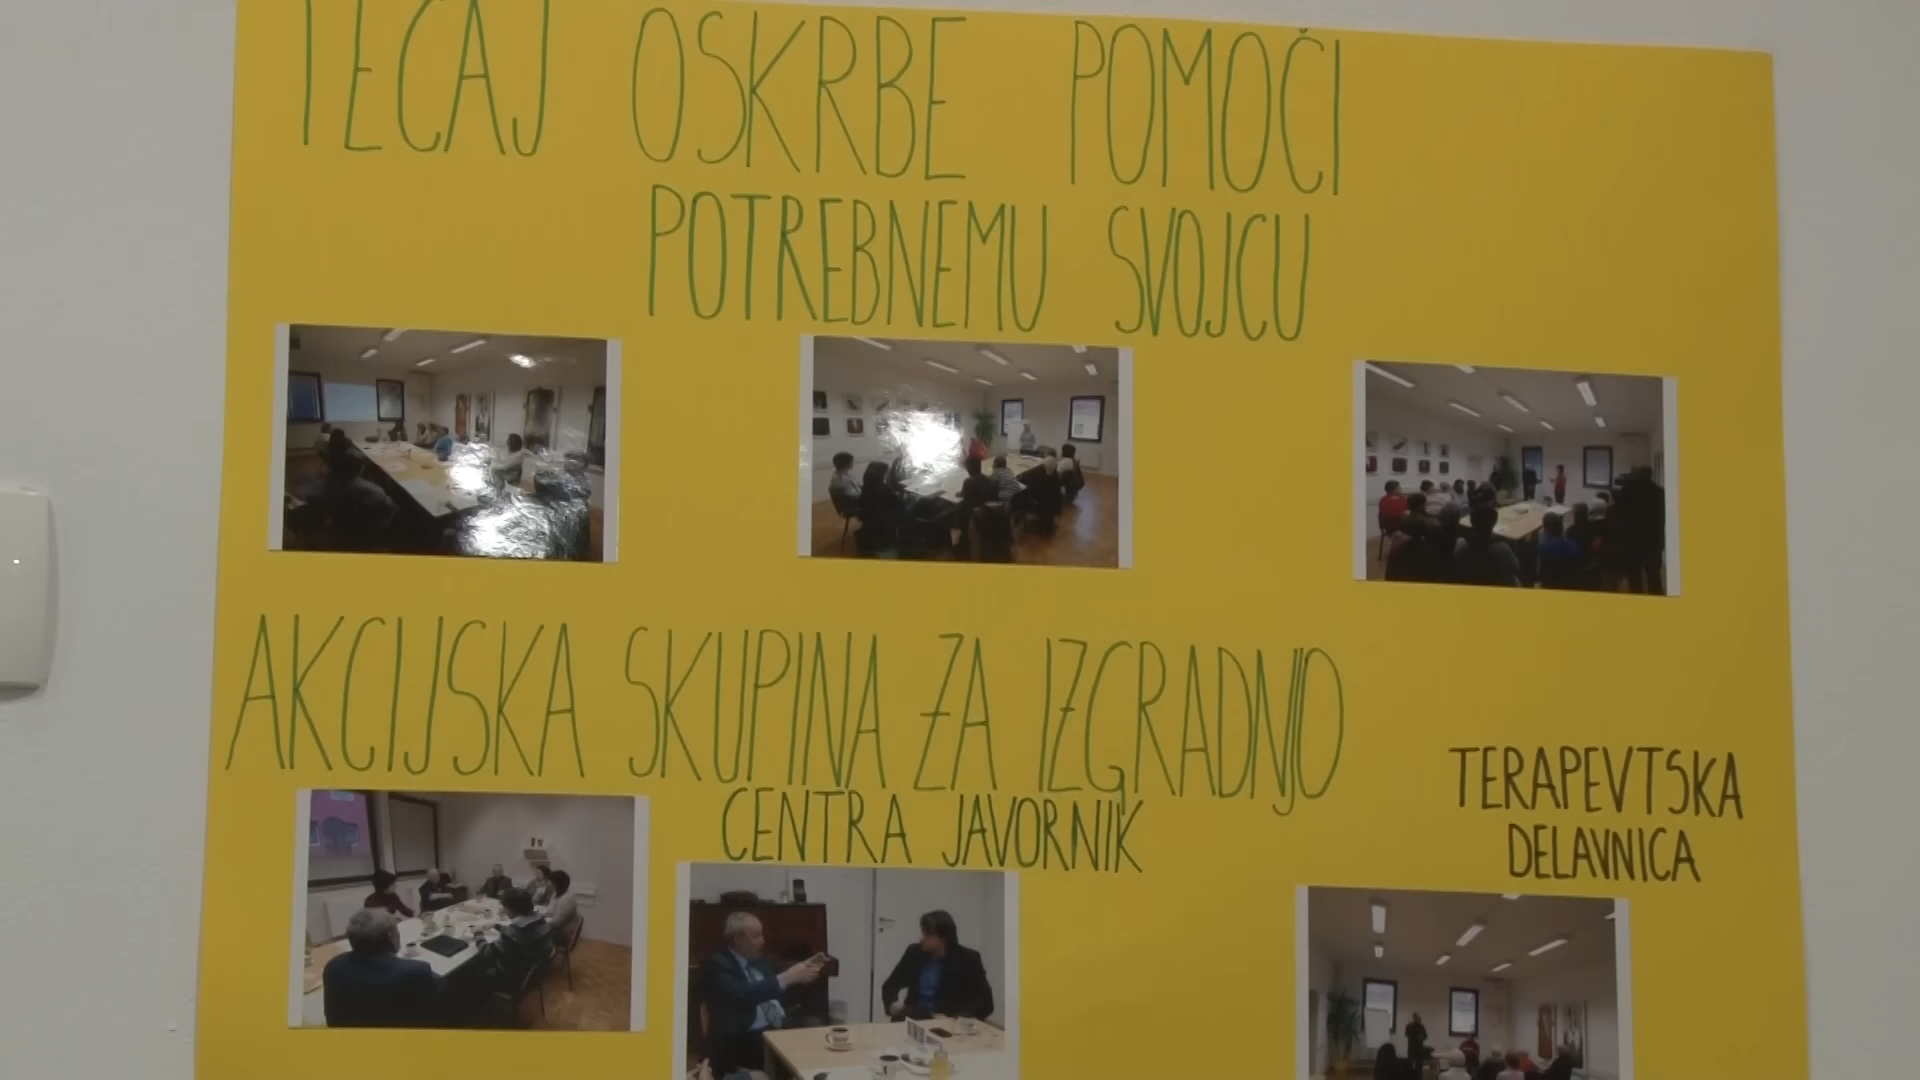 TEČAJ OSKRBE POMOČI
POTREBNEMU SVOJCU
AKCIJSKA SKUPINA ZA IZGRADNJO
CENTRA JAVORNIK
TERAPEVTSKA
DELAVNICA